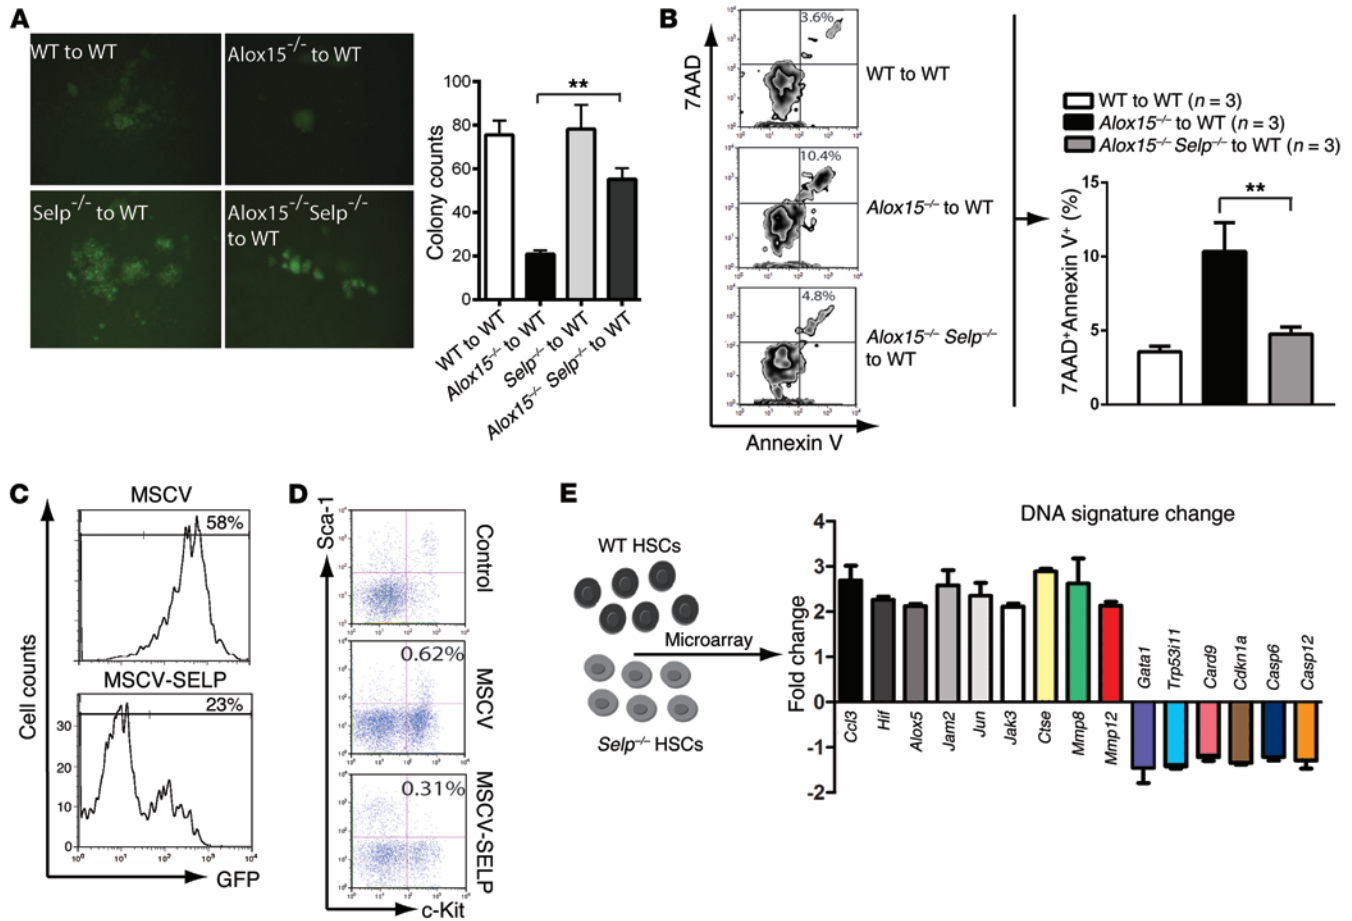 A
WT to WT
Alox15-/- to WT
Selp-/- to WT
Alox15-/-Selp-/-
to WT
Colony counts
100
80
60
40
20
0
**
WT to WT
Alox15-/- to WT
Selp-/- to WT
Alox15-/- Selp-/- to WT
B
7AAD
3.6%
WT to WT
10.4%
Alox15-/- to WT
4.8%
Alox15-/- Selp-/-
to WT
Annexin V
WT to WT (n = 3)
Alox15-/- to WT (n = 3)
Alox15-/- Selp-/- to WT (n = 3)
7AAD+Annexin V+ (%)
15
10
5
0
**
C
MSCV
58%
MSCV-SELP
23%
Cell counts
30
20
10
0
10⁰ 10¹ 10² 10³ 10⁴
GFP
D
Sca-1
Control
0.62%
MSCV
0.31%
MSCV-SELP
c-Kit
E
WT HSCs
Microarray
Selp-/- HSCs
DNA signature change
Fold change
4
3
2
1
0
-1
-2
Ccl3
Hif
Alox5
Jam2
Jun
Jak3
Ctse
Mmp8
Mmp12
Gata1
Trp53i11
Card9
Cdkn1a
Casp6
Casp12